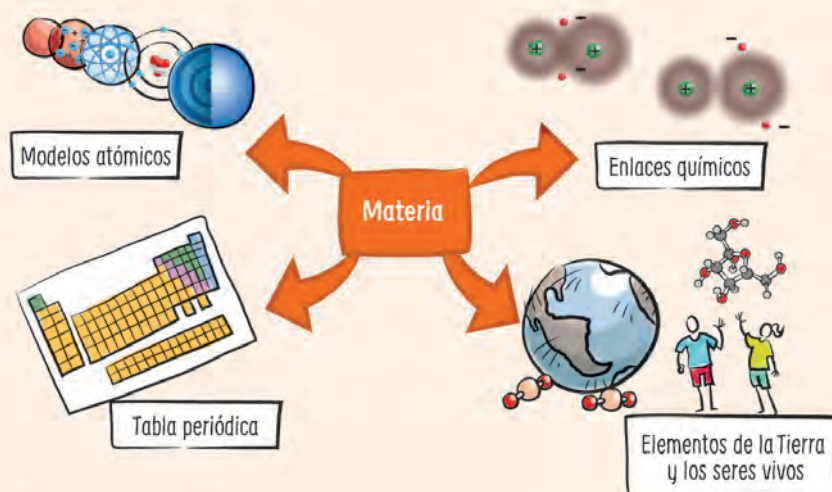 Modelos atómicos
Enlaces químicos
Materia
Tabla periódica
Elementos de la Tierra
y los seres vivos